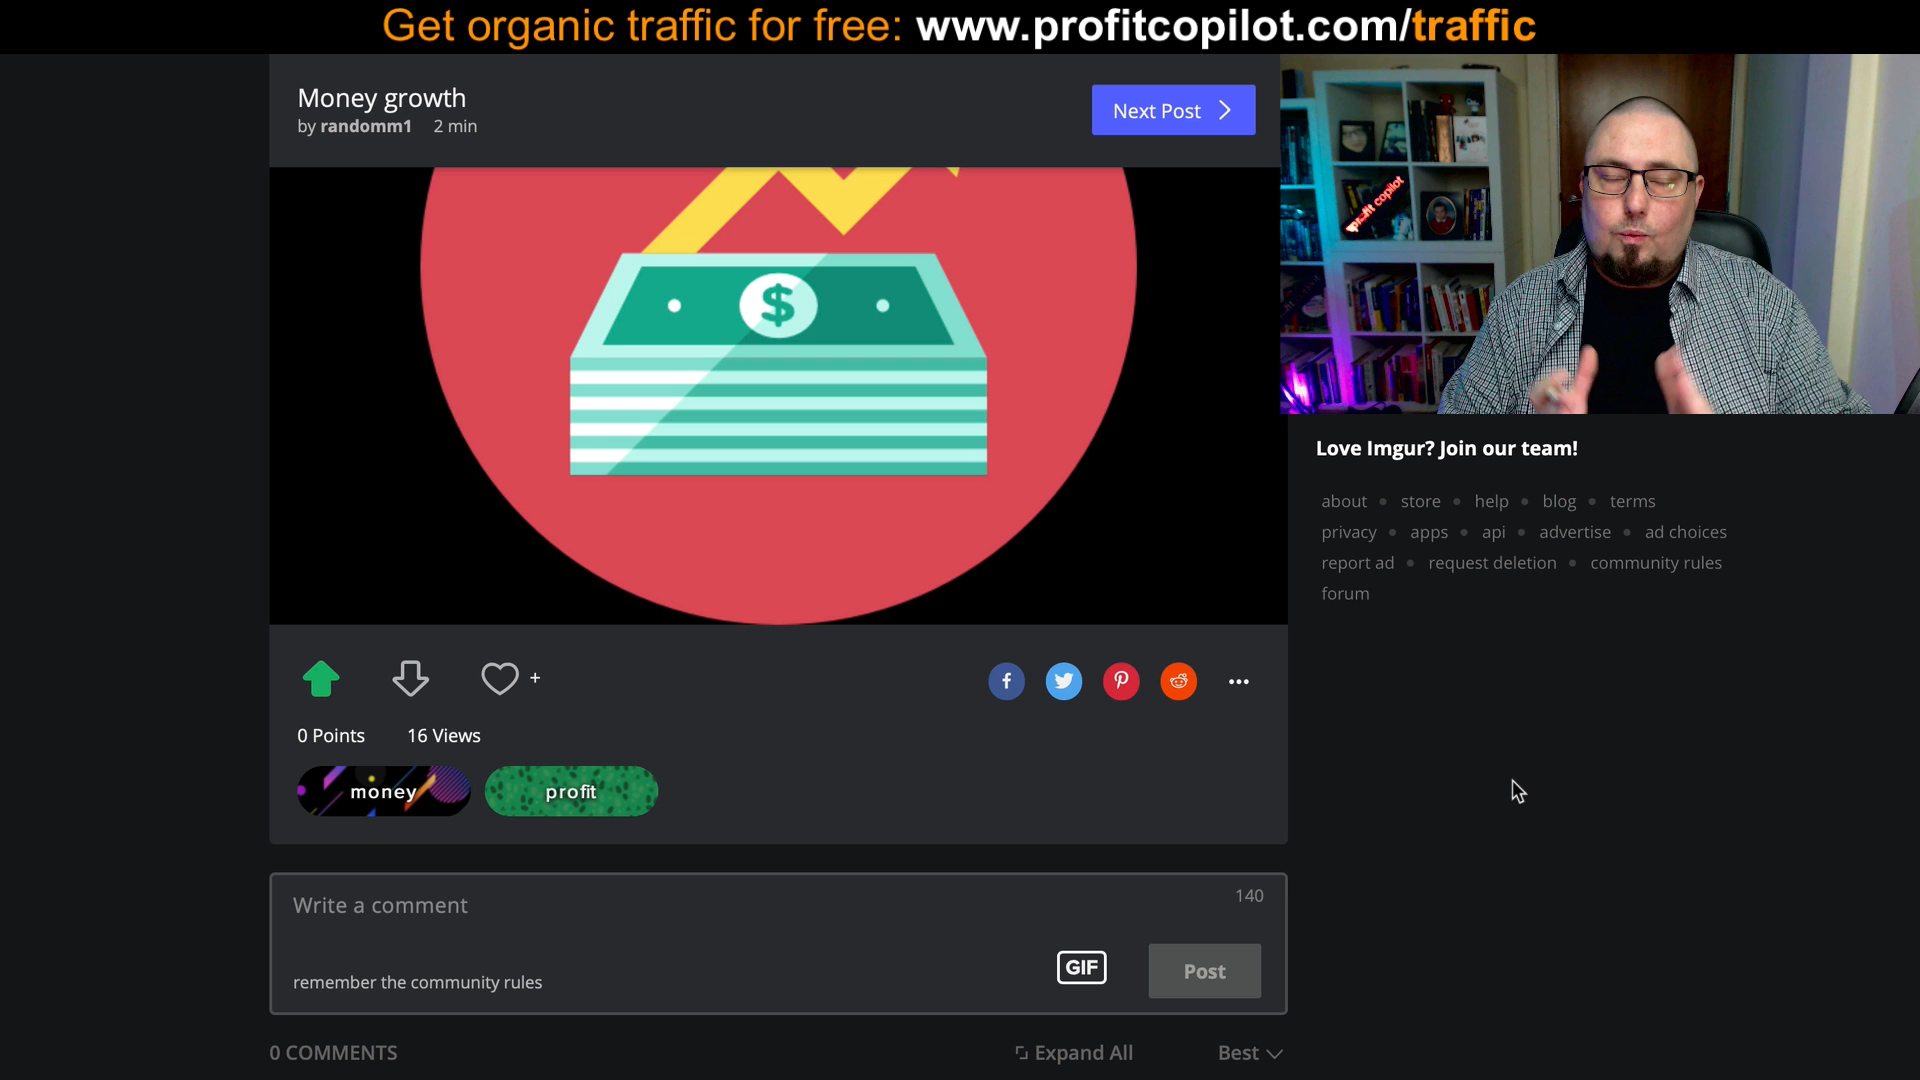 Get organic traffic for free: www.profitcopilot.com/traffic
Money growth
by randomm1 2 min
Next Post
profit copilot
$
Love Imgur? Join our team!
about • store • help • blog • terms
privacy • apps • api • advertise • ad choices
report ad • request deletion • community rules
forum
+
0 Points 16 Views
money profit
Write a comment
140
remember the community rules
GIF
Post
0 COMMENTS
Expand All
Best